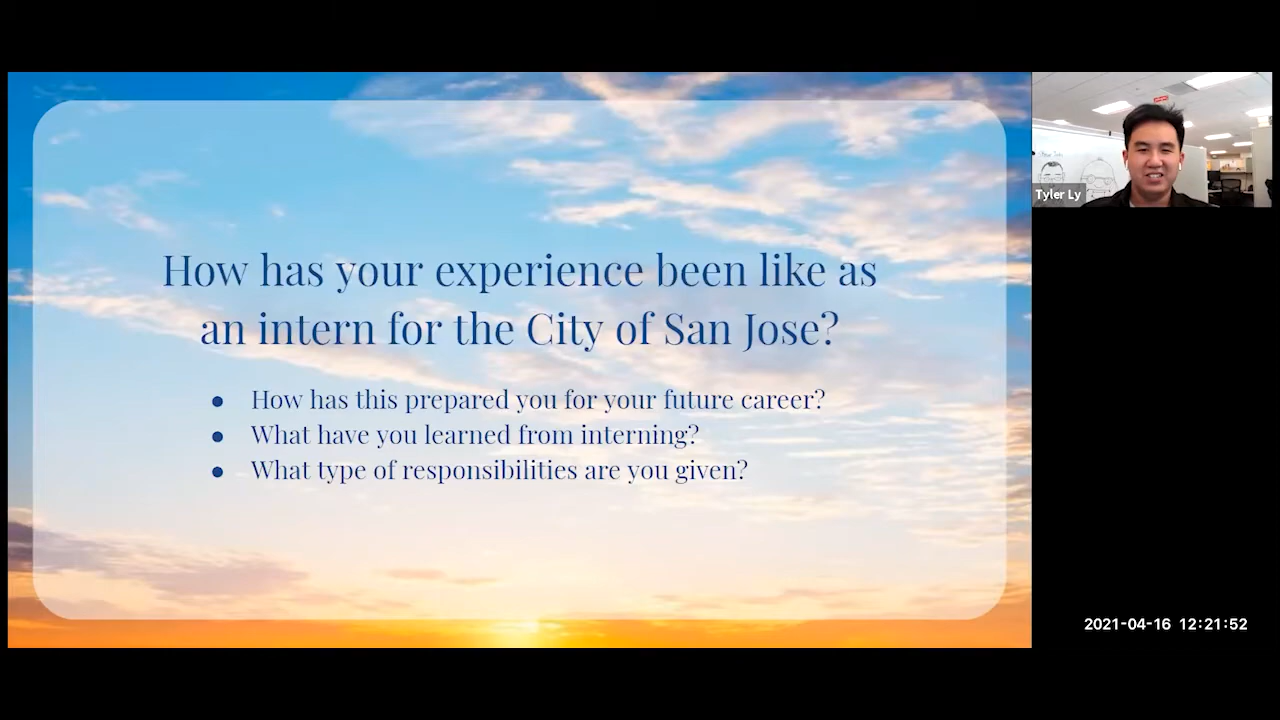 How has your experience been like as
an intern for the City of San Jose?
● How has this prepared you for your future career?
● What have you learned from interning?
● What type of responsibilities are you given?
Tyler Ly
2021-04-16 12:21:52